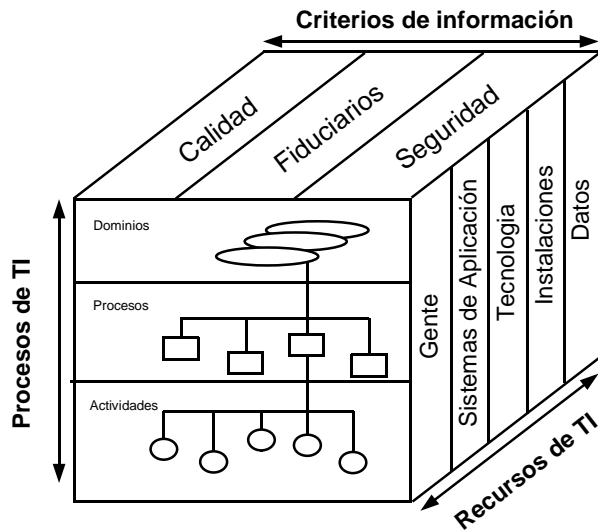 Criterios de información
Calidad
Fiduciarios
Seguridad
Procesos de TI
Dominios
Procesos
Actividades
Gente
Sistemas de Aplicación
Tecnologia
Instalaciones
Datos
Recursos de TI